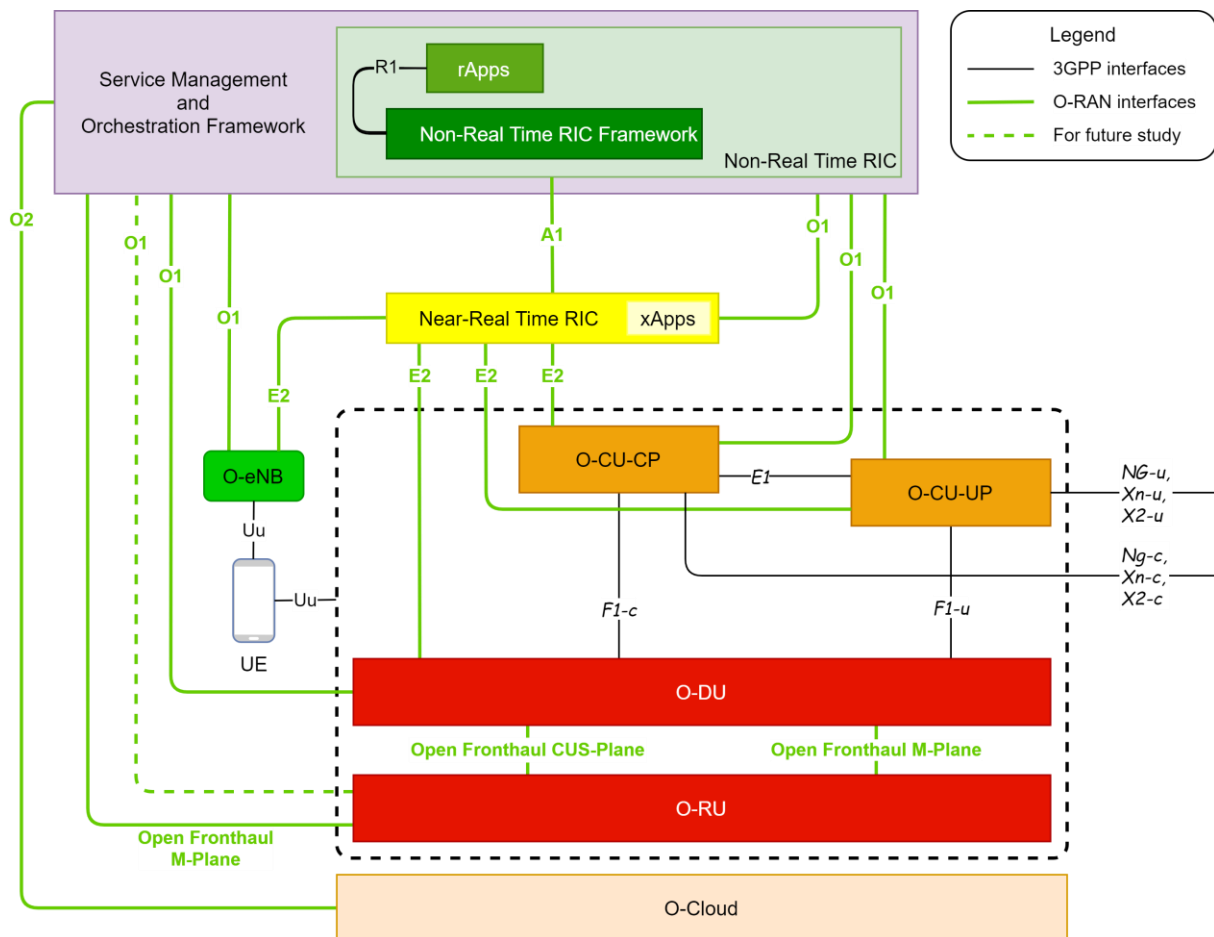 Legend
3GPP interfaces
O-RAN interfaces
For future study
Service Management
and
Orchestration Framework
R1
rApps
Non-Real Time RIC Framework
Non-Real Time RIC
O2
O1
O1
O1
A1
O1
O1
O1
Near-Real Time RIC
xApps
E2
E2
E2
E2
O-eNB
Uu
Uu
UE
O-CU-CP
E1
O-CU-UP
NG-u,
Xn-u,
X2-u
Ng-c,
Xn-c,
X2-c
F1-c
F1-u
O-DU
Open Fronthaul CUS-Plane
Open Fronthaul M-Plane
O-RU
Open Fronthaul
M-Plane
O-Cloud